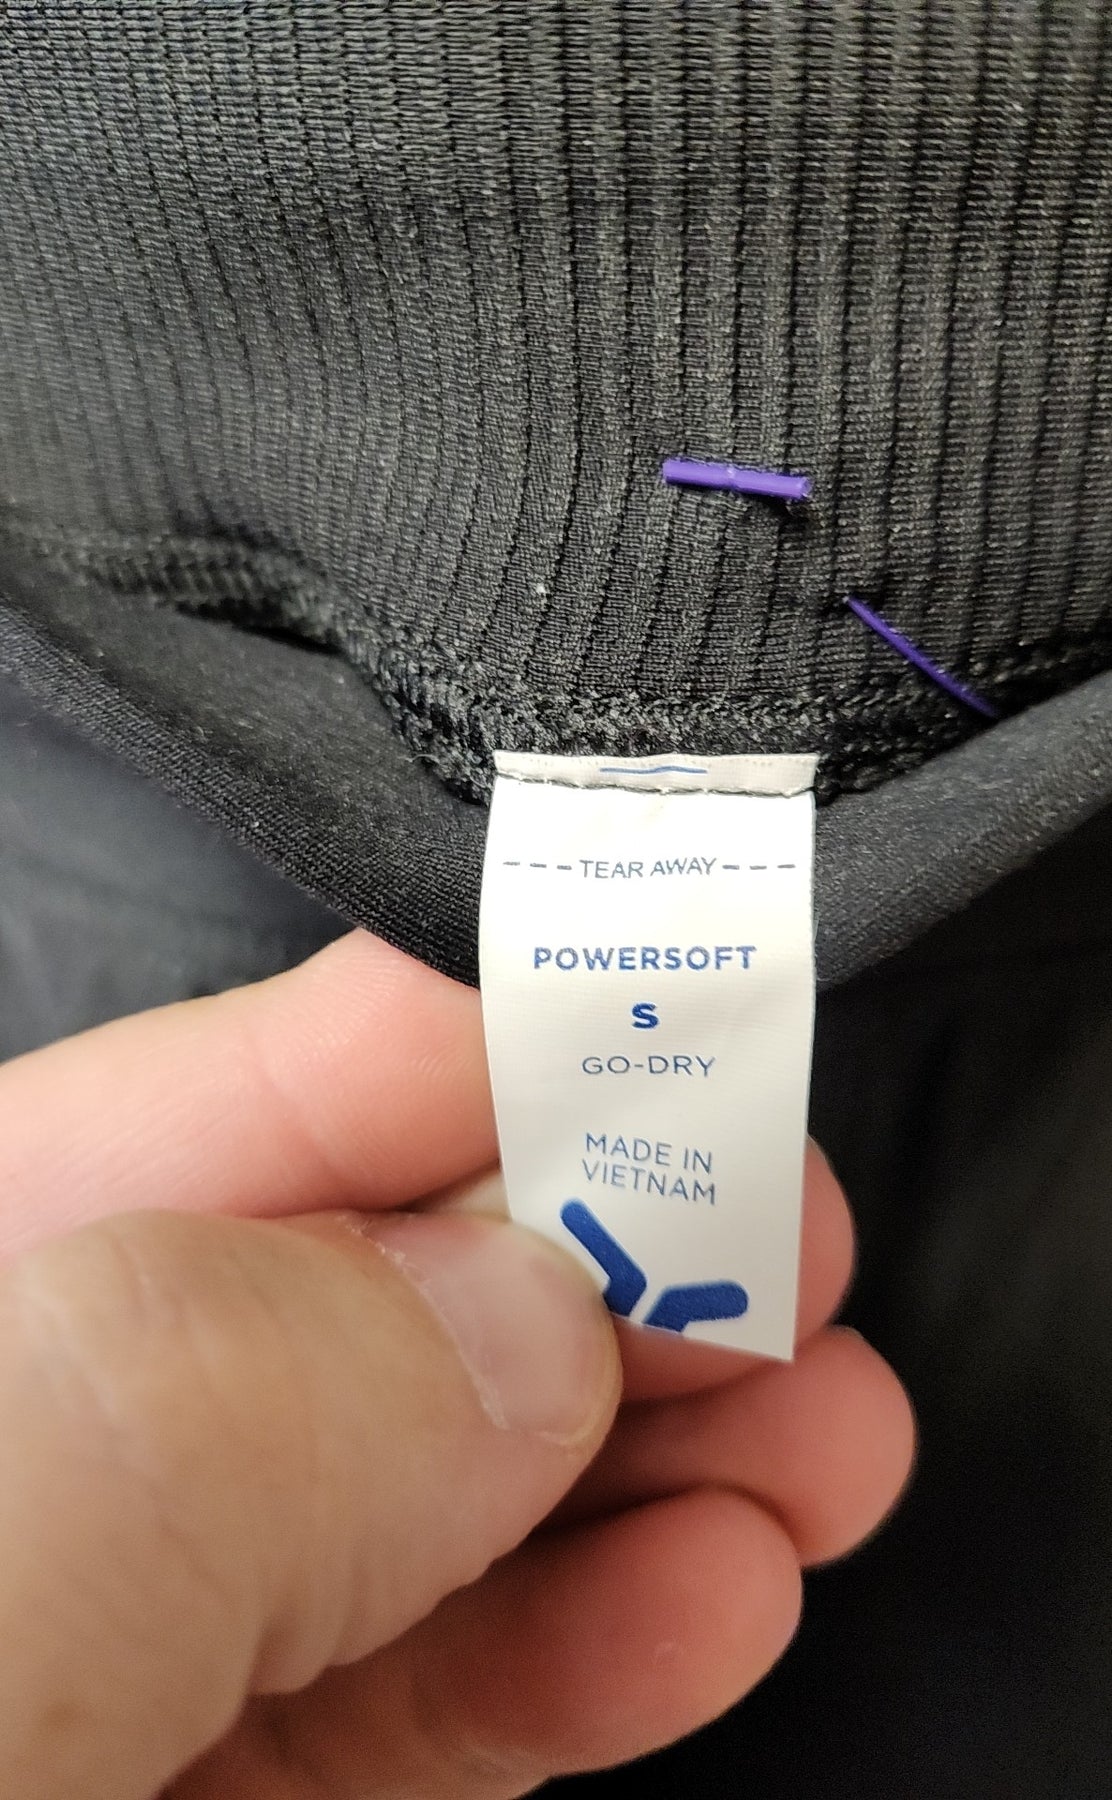 ---TEAR AWAY---
POWERSOFT
S
GO-DRY
MADE IN
VIETNAM